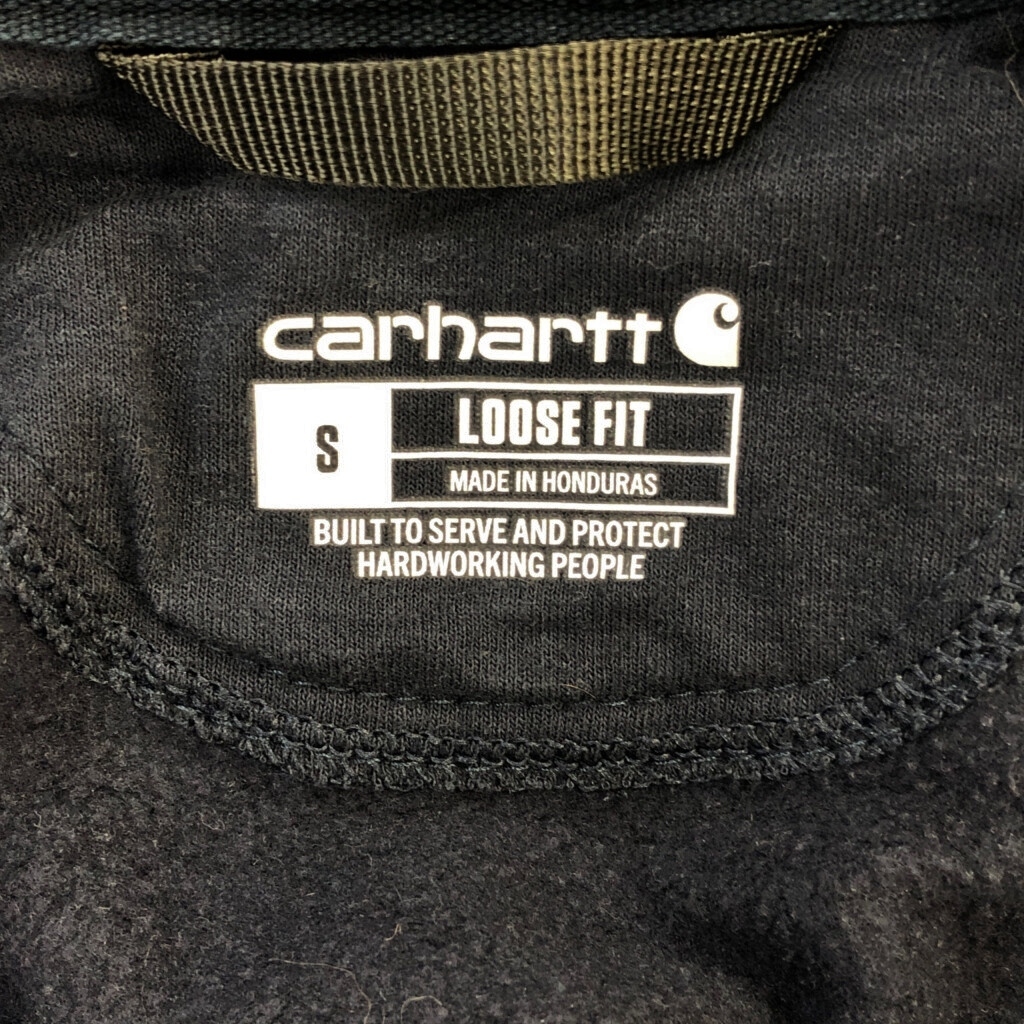 carhartt
S
LOOSE FIT
MADE IN HONDURAS
BUILT TO SERVE AND PROTECT
HARDWORKING PEOPLE